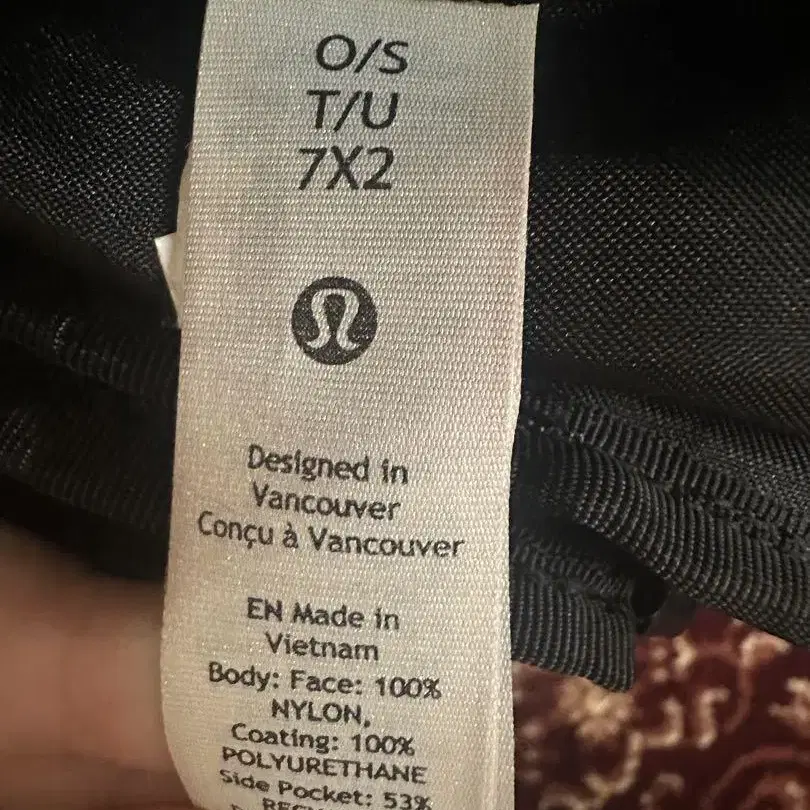 O/S
T/U
7X2
Designed in
Vancouver
Conçu à Vancouver
EN Made in
Vietnam
Body: Face: 100%
NYLON,
Coating: 100%
POLYURETHANE
Side Pocket: 53%